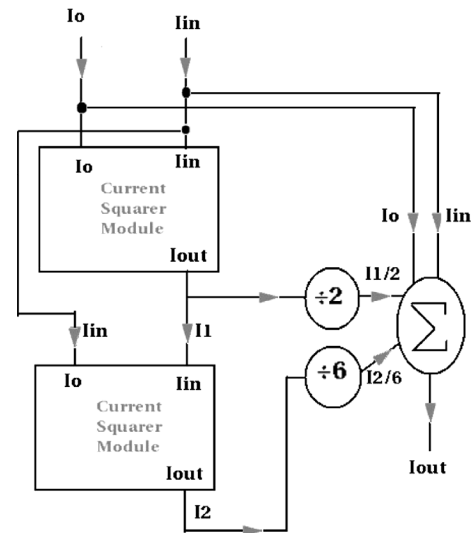 Io
Iin
Io
Iin
Current
Squarer
Module
Iout
Io
Iin
I1/2
÷2
Σ
Iin
I1
÷6
I2/6
Io
Iin
Current
Squarer
Module
Iout
Iout
I2